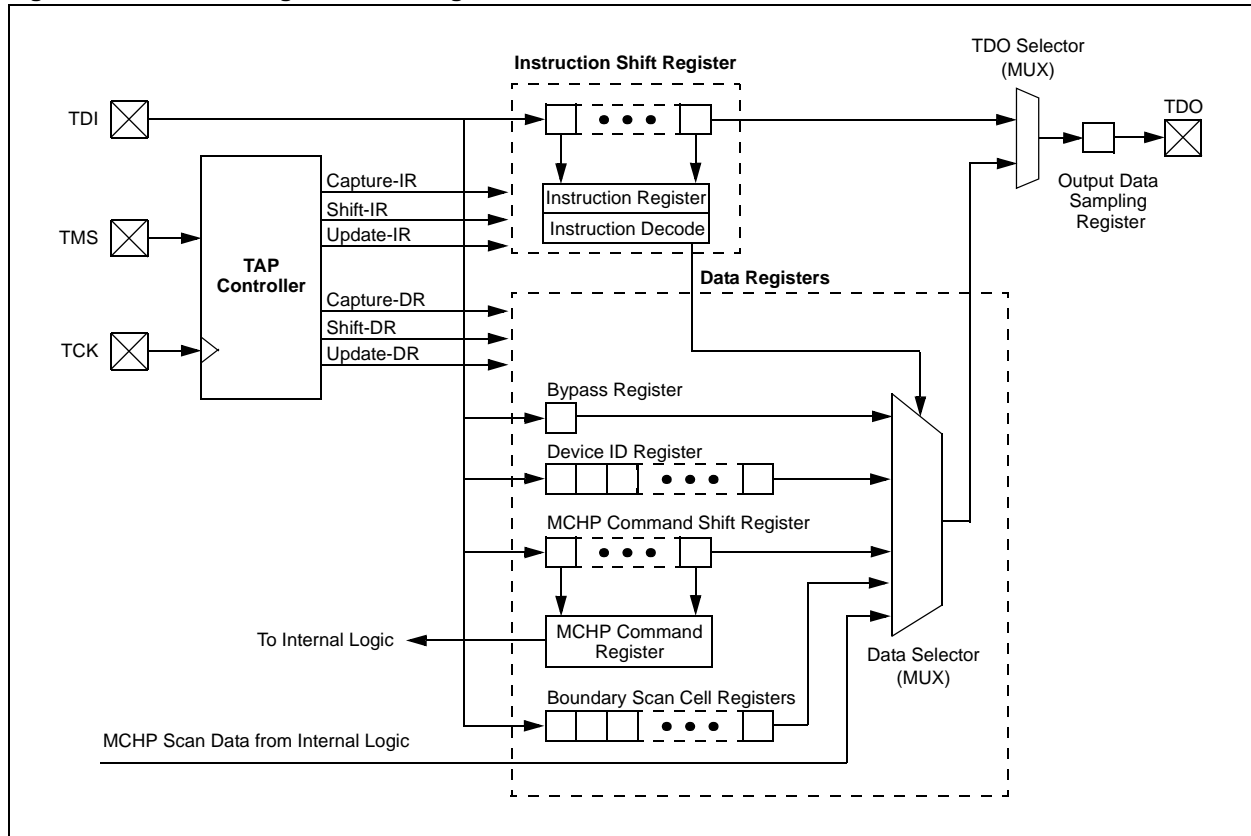 TDO Selector
(MUX)
Instruction Shift Register
TDI
TDO
Capture-IR
Shift-IR
Update-IR
Instruction Register
Instruction Decode
Output Data
Sampling
Register
TMS
TAP
Controller
Data Registers
Capture-DR
Shift-DR
Update-DR
TCK
Bypass Register
Device ID Register
MCHP Command Shift Register
To Internal Logic
MCHP Command
Register
Data Selector
(MUX)
Boundary Scan Cell Registers
MCHP Scan Data from Internal Logic